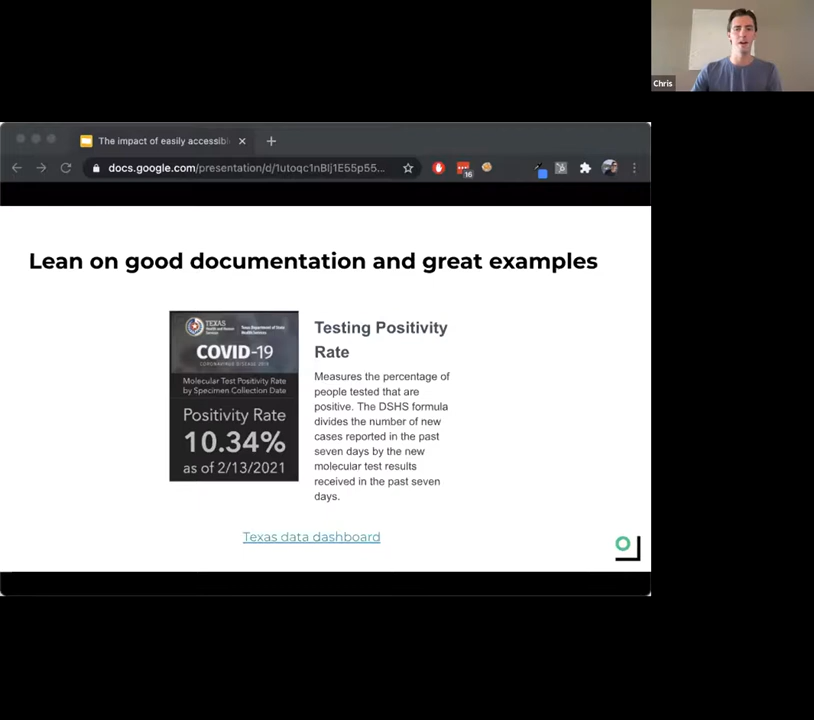 Chris
The impact of easily accessibl
docs.google.com/presentation/d/1utoqc1nBlj1E55p55...
16
Lean on good documentation and great examples
TEXAS
Health and Human
Services
Texas Department of State
Health Services
COVID-19
CORONAVIRUS DISEASE 2019
Molecular Test Positivity Rate
by Specimen Collection Date
Positivity Rate
10.34%
as of 2/13/2021
Testing Positivity
Rate
Measures the percentage of
people tested that are
positive. The DSHS formula
divides the number of new
cases reported in the past
seven days by the new
molecular test results
received in the past seven
days.
Texas data dashboard